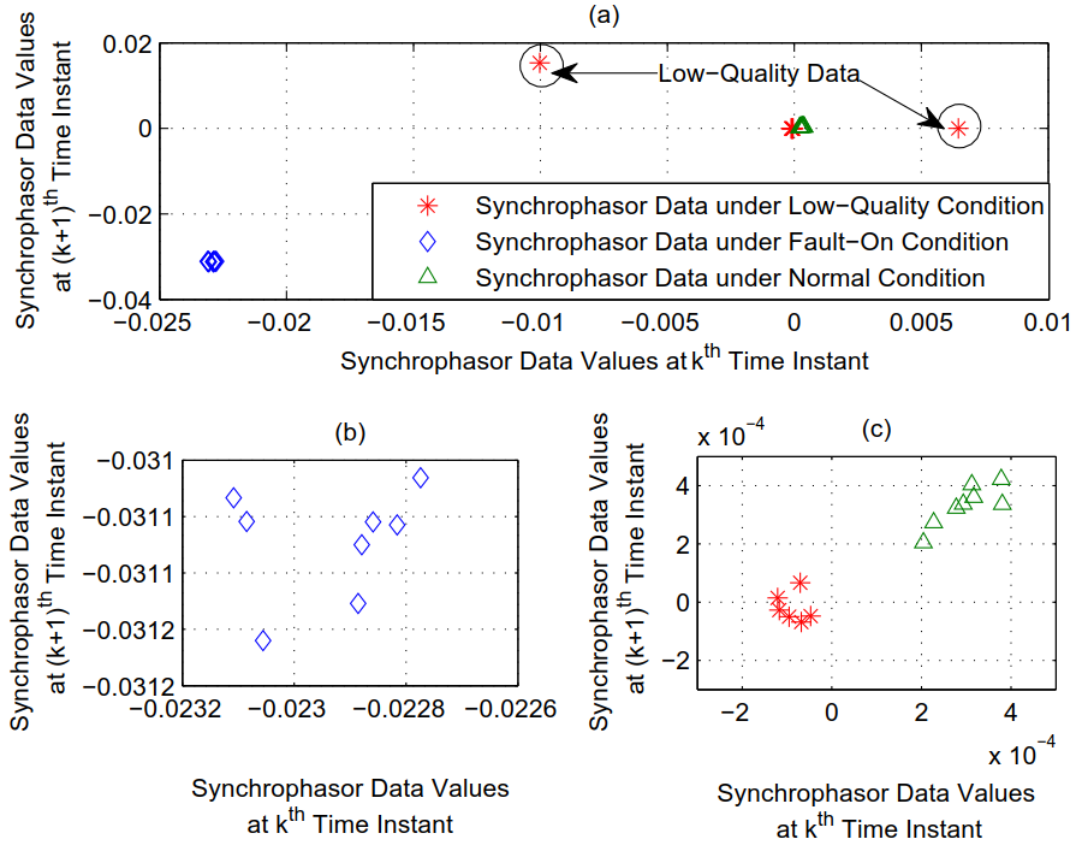 (a)
Synchrophasor Data Values
at (k+1)th Time Instant
0.02
0
−0.02
−0.04
Low−Quality Data
Synchrophasor Data under Low−Quality Condition
Synchrophasor Data under Fault−On Condition
Synchrophasor Data under Normal Condition
−0.025 −0.02 −0.015 −0.01 −0.005 0 0.005 0.01
Synchrophasor Data Values at kth Time Instant
(b)
Synchrophasor Data Values
at (k+1)th Time Instant
−0.031
−0.0311
−0.0311
−0.0312
−0.0312
−0.0232 −0.023 −0.0228 −0.0226
Synchrophasor Data Values
at kth Time Instant
(c)
x 10−4
Synchrophasor Data Values
at (k+1)th Time Instant
4
2
0
−2
−2 0 2 4
x 10−4
Synchrophasor Data Values
at kth Time Instant